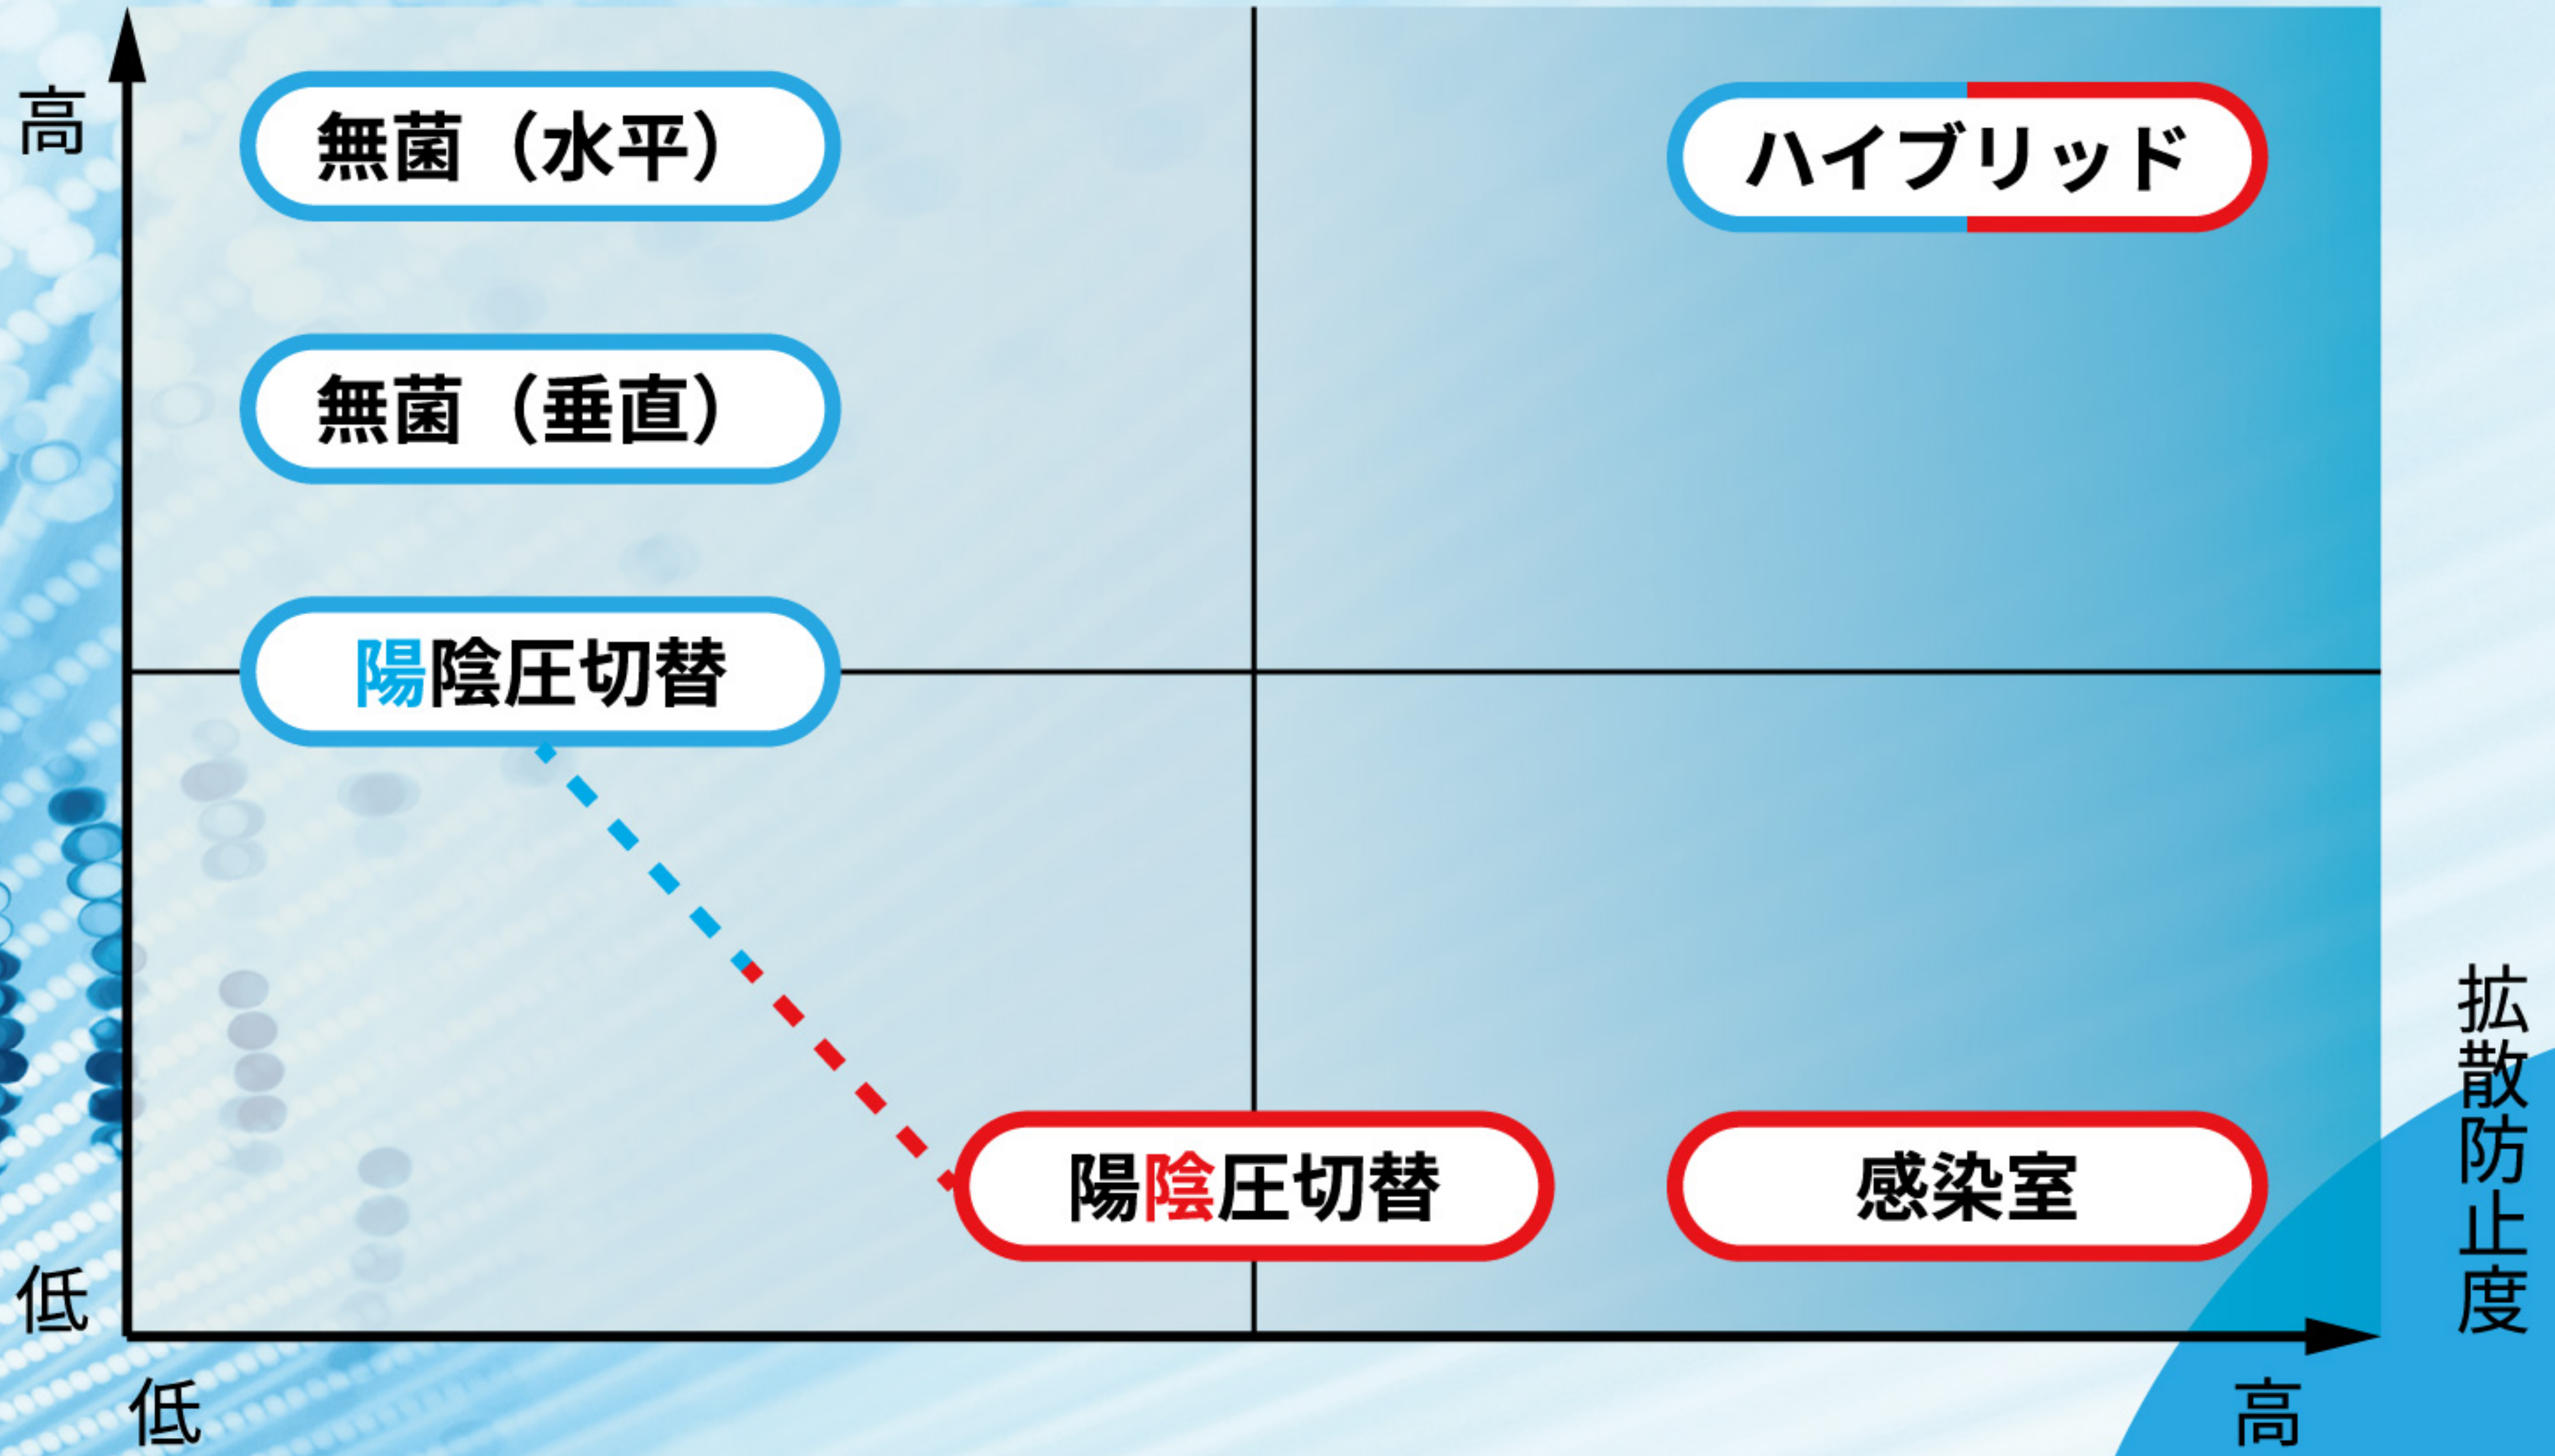 高
無菌（水平）
ハイブリッド
無菌（垂直）
陽陰圧切替
陽陰圧切替
感染室
拡散防止度
低
低
高